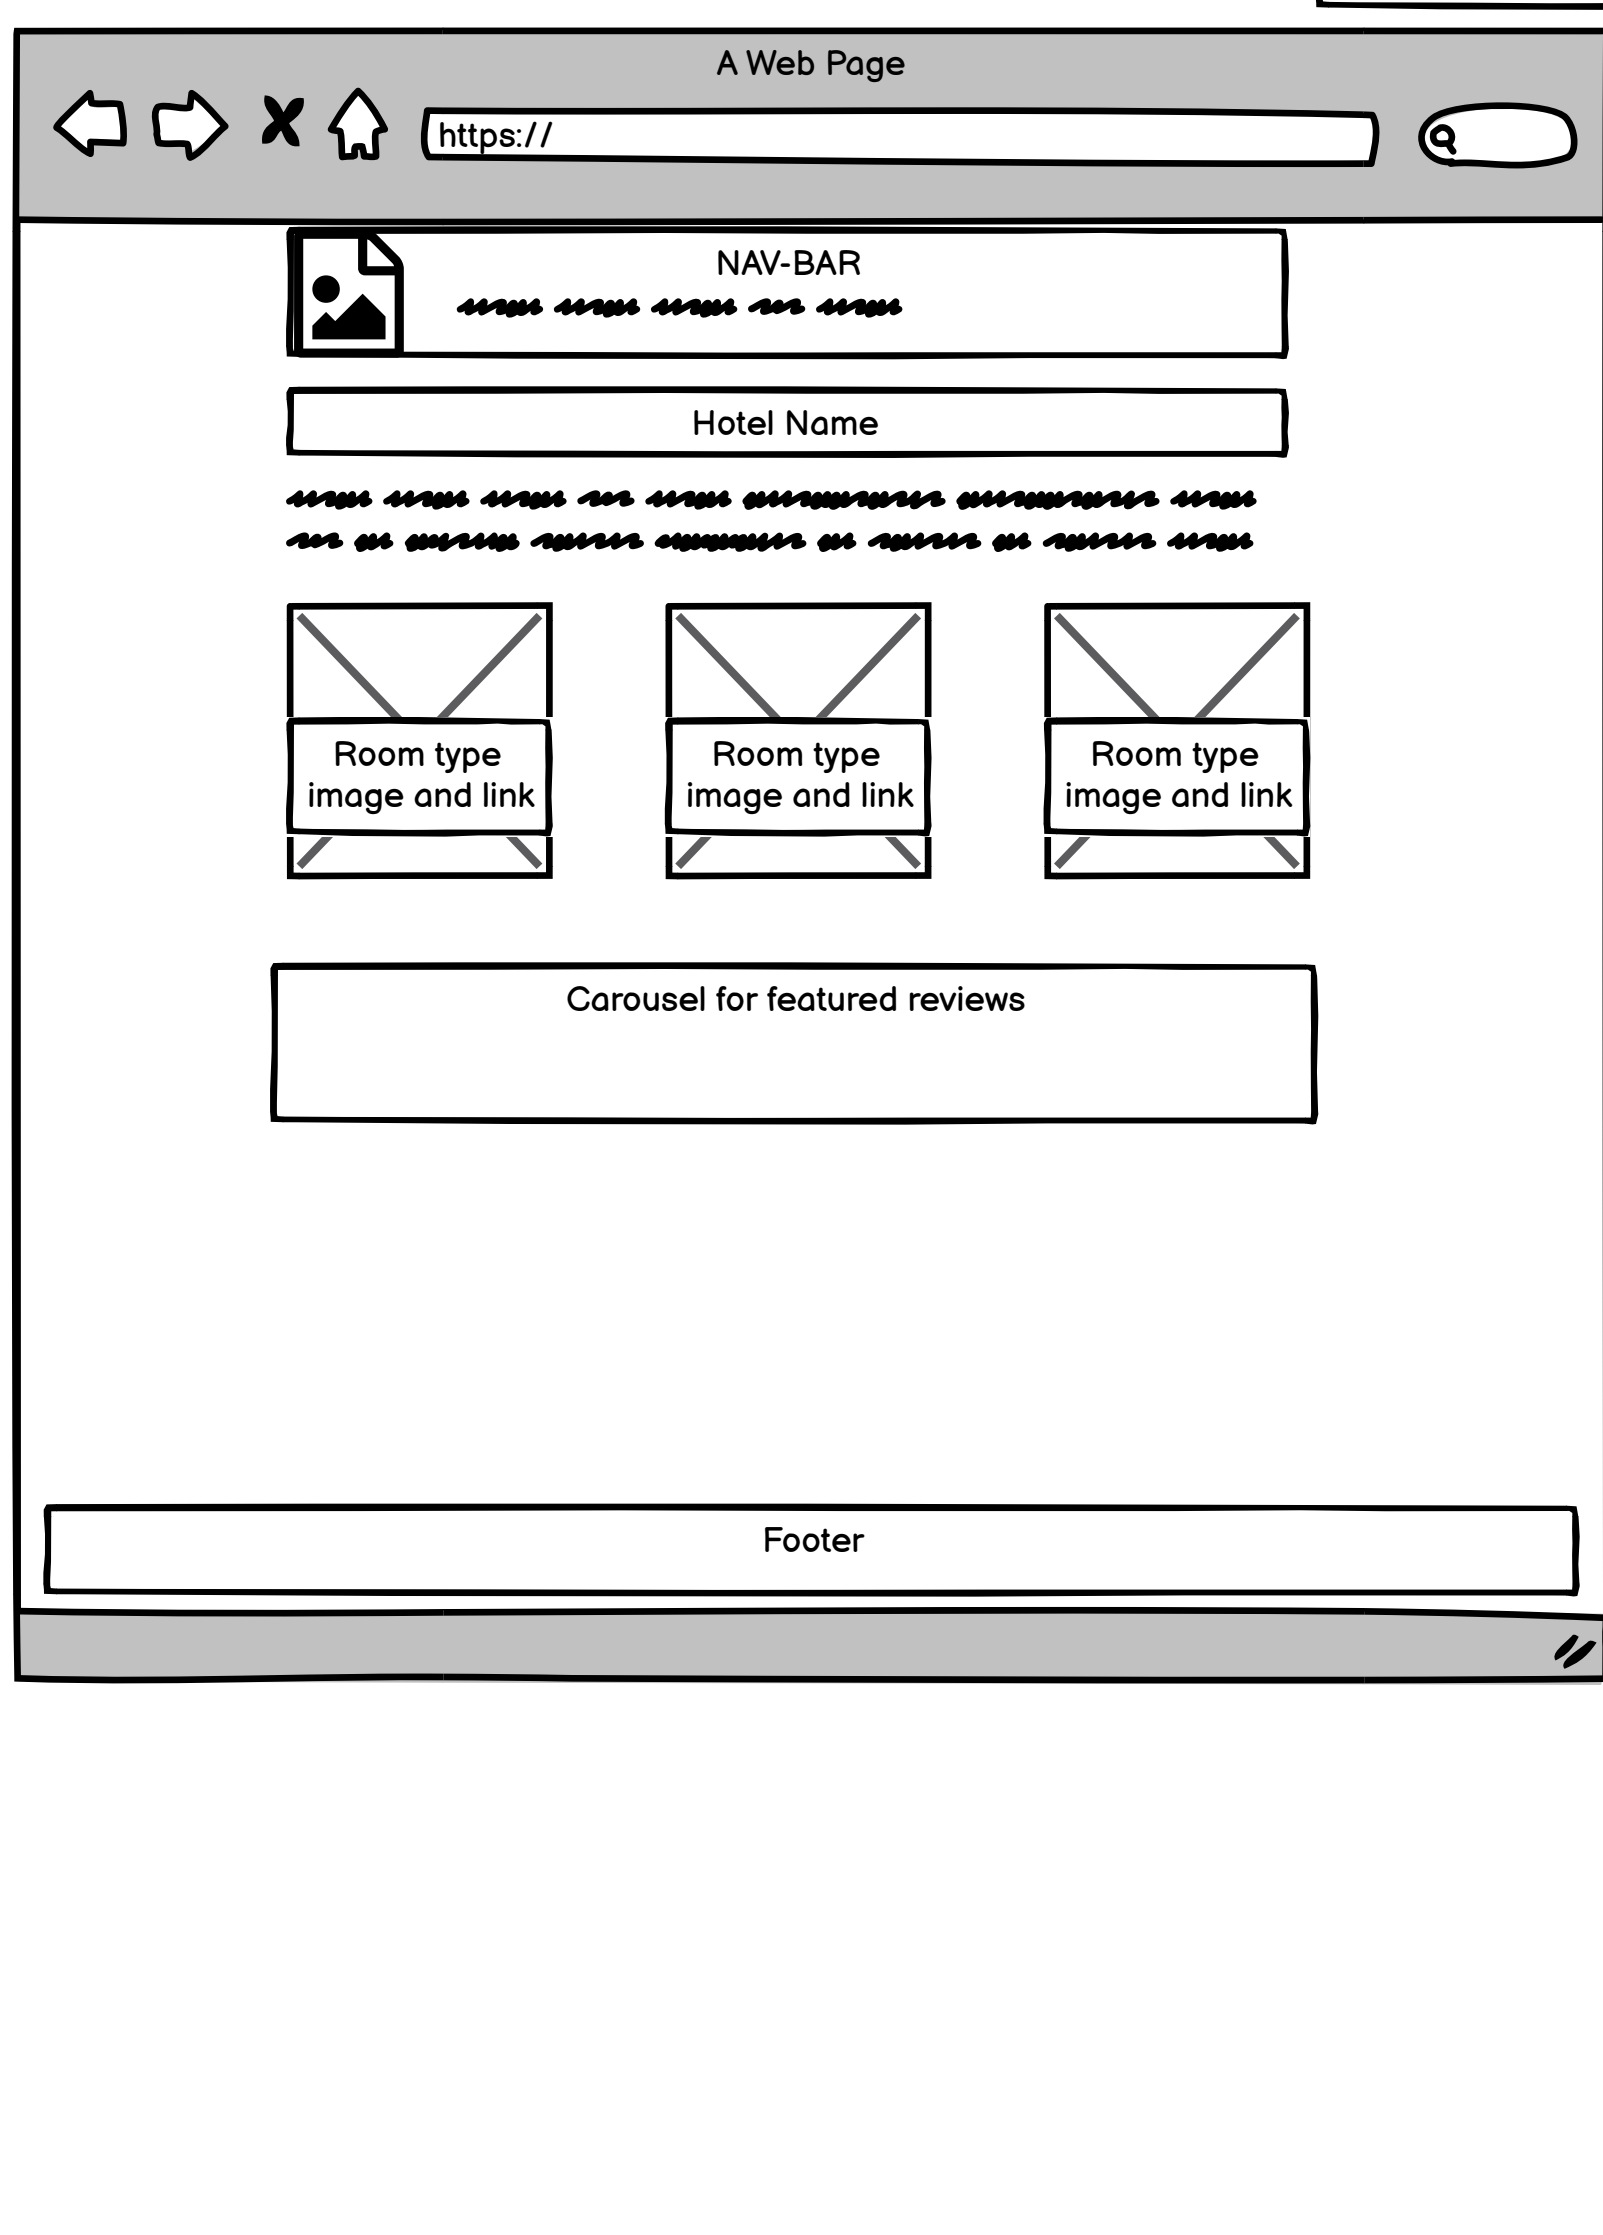 A Web Page
https://
NAV-BAR
Hotel Name
Room type
image and link
Room type
image and link
Room type
image and link
Carousel for featured reviews
Footer